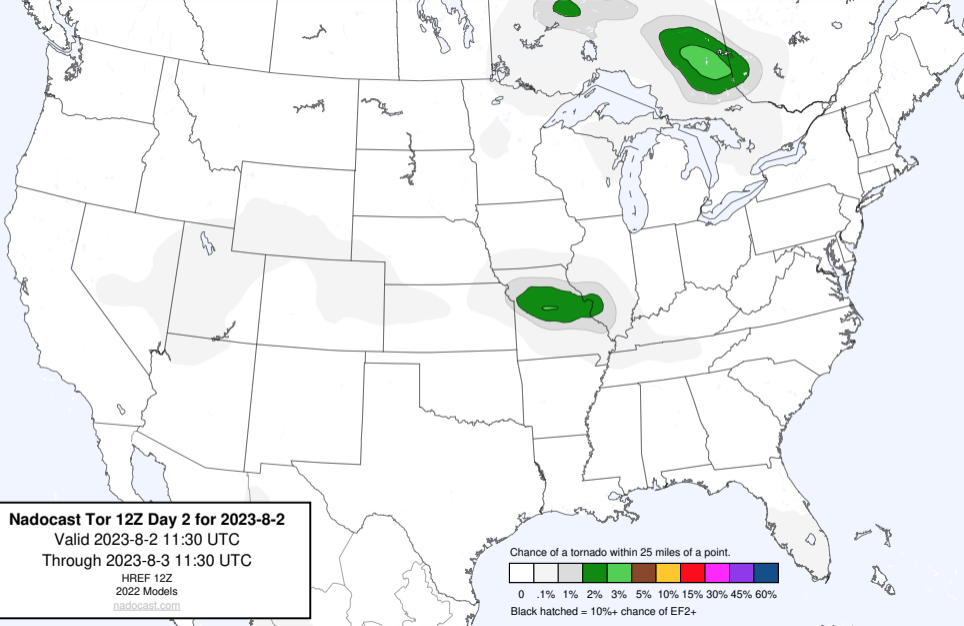 Nadocast Tor 12Z Day 2 for 2023-8-2
Valid 2023-8-2 11:30 UTC
Through 2023-8-3 11:30 UTC
HREF 12Z
2022 Models
nadocast.com
Chance of a tornado within 25 miles of a point.
0 .1% 1% 2% 3% 5% 10% 15% 30% 45% 60%
Black hatched = 10%+ chance of EF2+